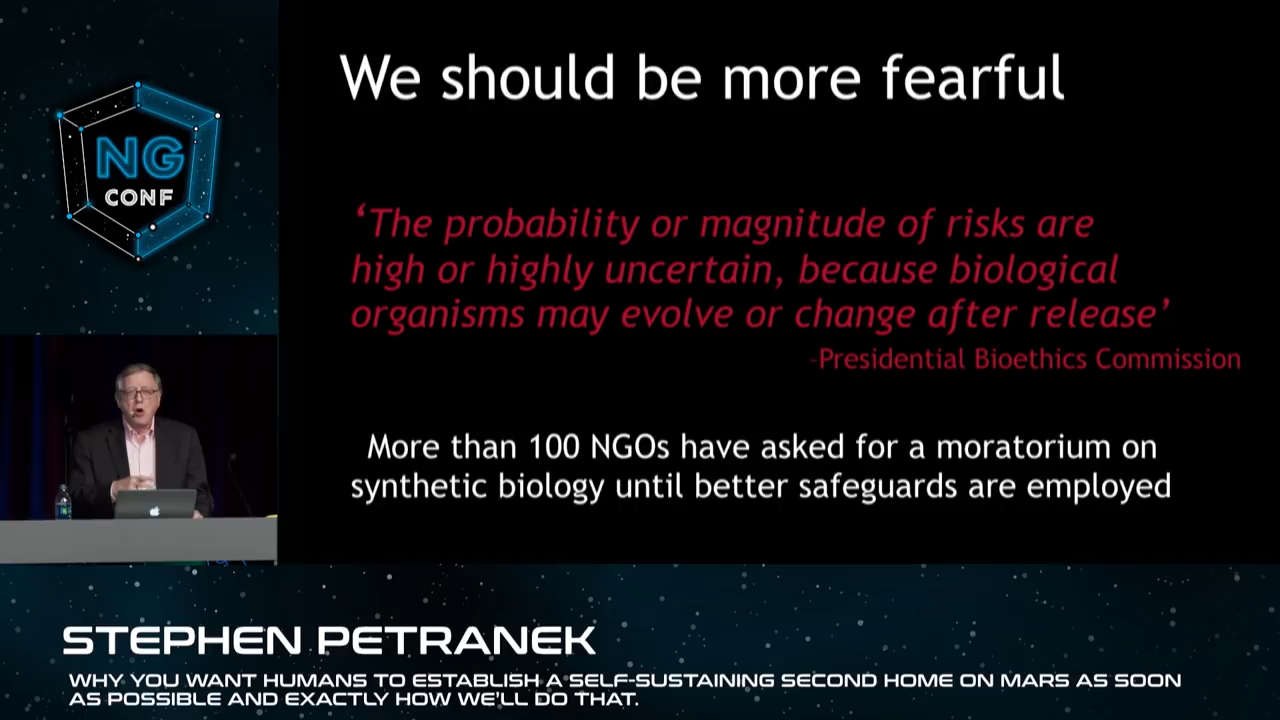 We should be more fearful
NG
CONF
‘The probability or magnitude of risks are
high or highly uncertain, because biological
organisms may evolve or change after release’
-Presidential Bioethics Commission
More than 100 NGOs have asked for a moratorium on
synthetic biology until better safeguards are employed
STEPHEN PETRANEK
WHY YOU WANT HUMANS TO ESTABLISH A SELF-SUSTAINING SECOND HOME ON MARS AS SOON
AS POSSIBLE AND EXACTLY HOW WE'LL DO THAT.